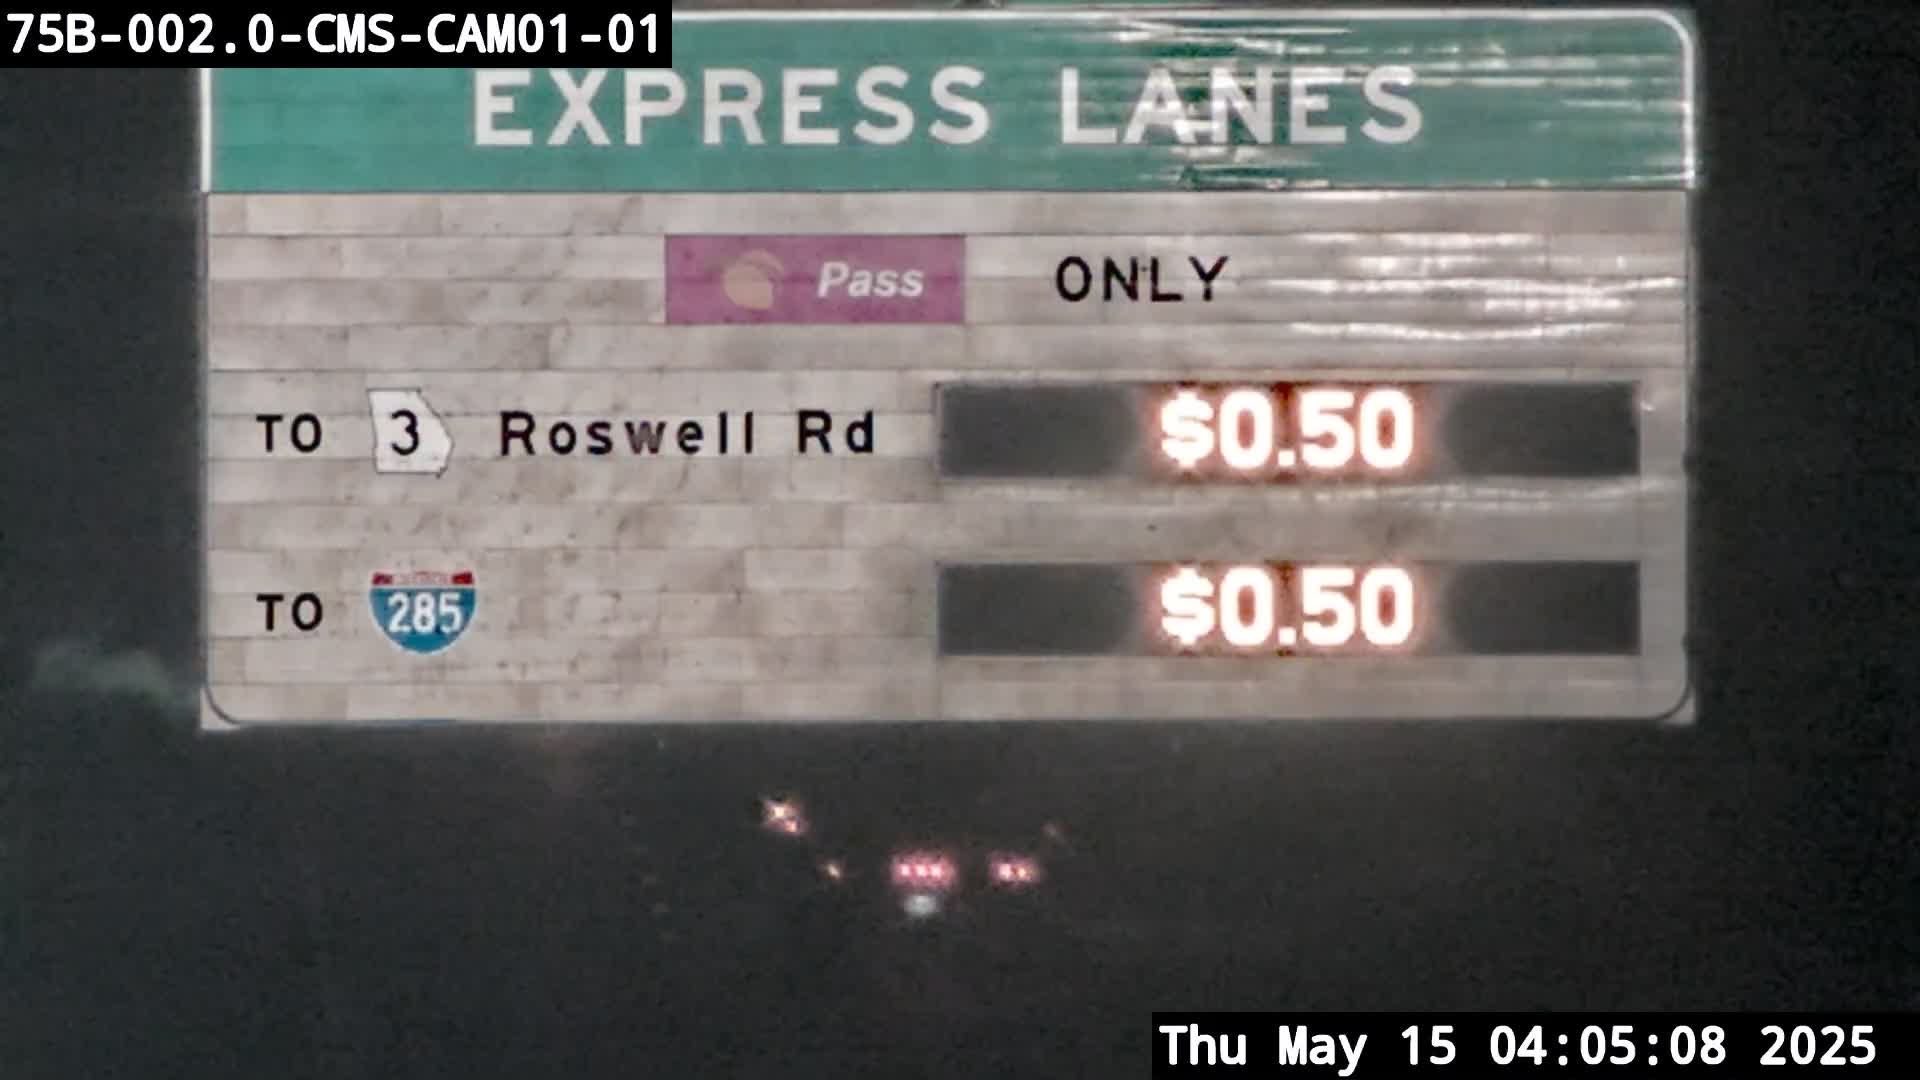 75B-002.0-CMS-CAM01-01
EXPRESS LANES
Pass ONLY
TO 3 Roswell Rd $0.50
TO 285 $0.50
Thu May 15 04:05:08 2025